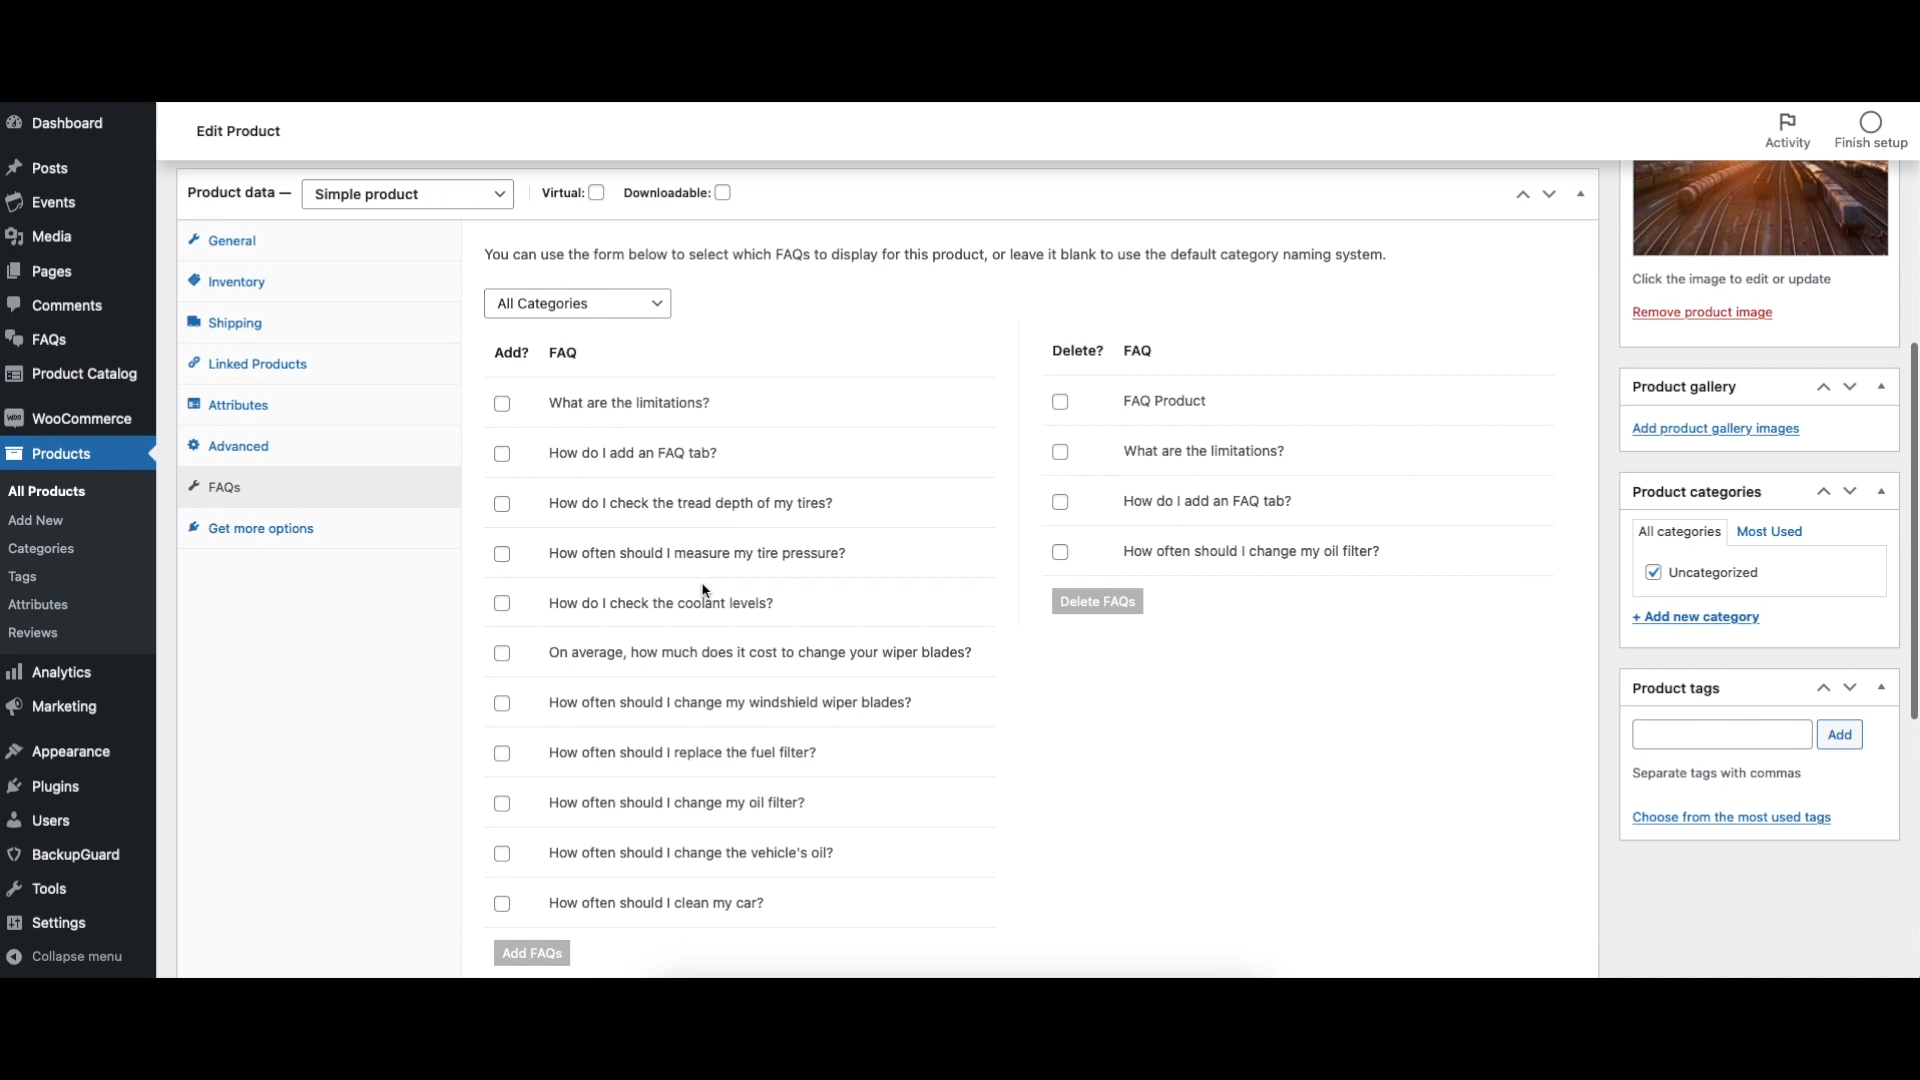 Dashboard
Posts
Events
Media
Pages
Comments
FAQs
Product Catalog
WOO WooCommerce
Products
All Products
Add New
Categories
Tags
Attributes
Reviews
Analytics
Marketing
Appearance
Plugins
Users
BackupGuard
Tools
Settings
Collapse menu
Edit Product
Activity
Finish setup
Product data — Simple product Virtual: Downloadable:
General
Inventory
Shipping
Linked Products
Attributes
Advanced
FAQs
Get more options
You can use the form below to select which FAQs to display for this product, or leave it blank to use the default category naming system.
All Categories
Add? FAQ
What are the limitations?
How do I add an FAQ tab?
How do I check the tread depth of my tires?
How often should I measure my tire pressure?
How do I check the coolant levels?
On average, how much does it cost to change your wiper blades?
How often should I change my windshield wiper blades?
How often should I replace the fuel filter?
How often should I change my oil filter?
How often should I change the vehicle's oil?
How often should I clean my car?
Add FAQs
Delete? FAQ
FAQ Product
What are the limitations?
How do I add an FAQ tab?
How often should I change my oil filter?
Delete FAQs
Click the image to edit or update
Remove product image
Product gallery
Add product gallery images
Product categories
All categories Most Used
Uncategorized
+ Add new category
Product tags
Add
Separate tags with commas
Choose from the most used tags